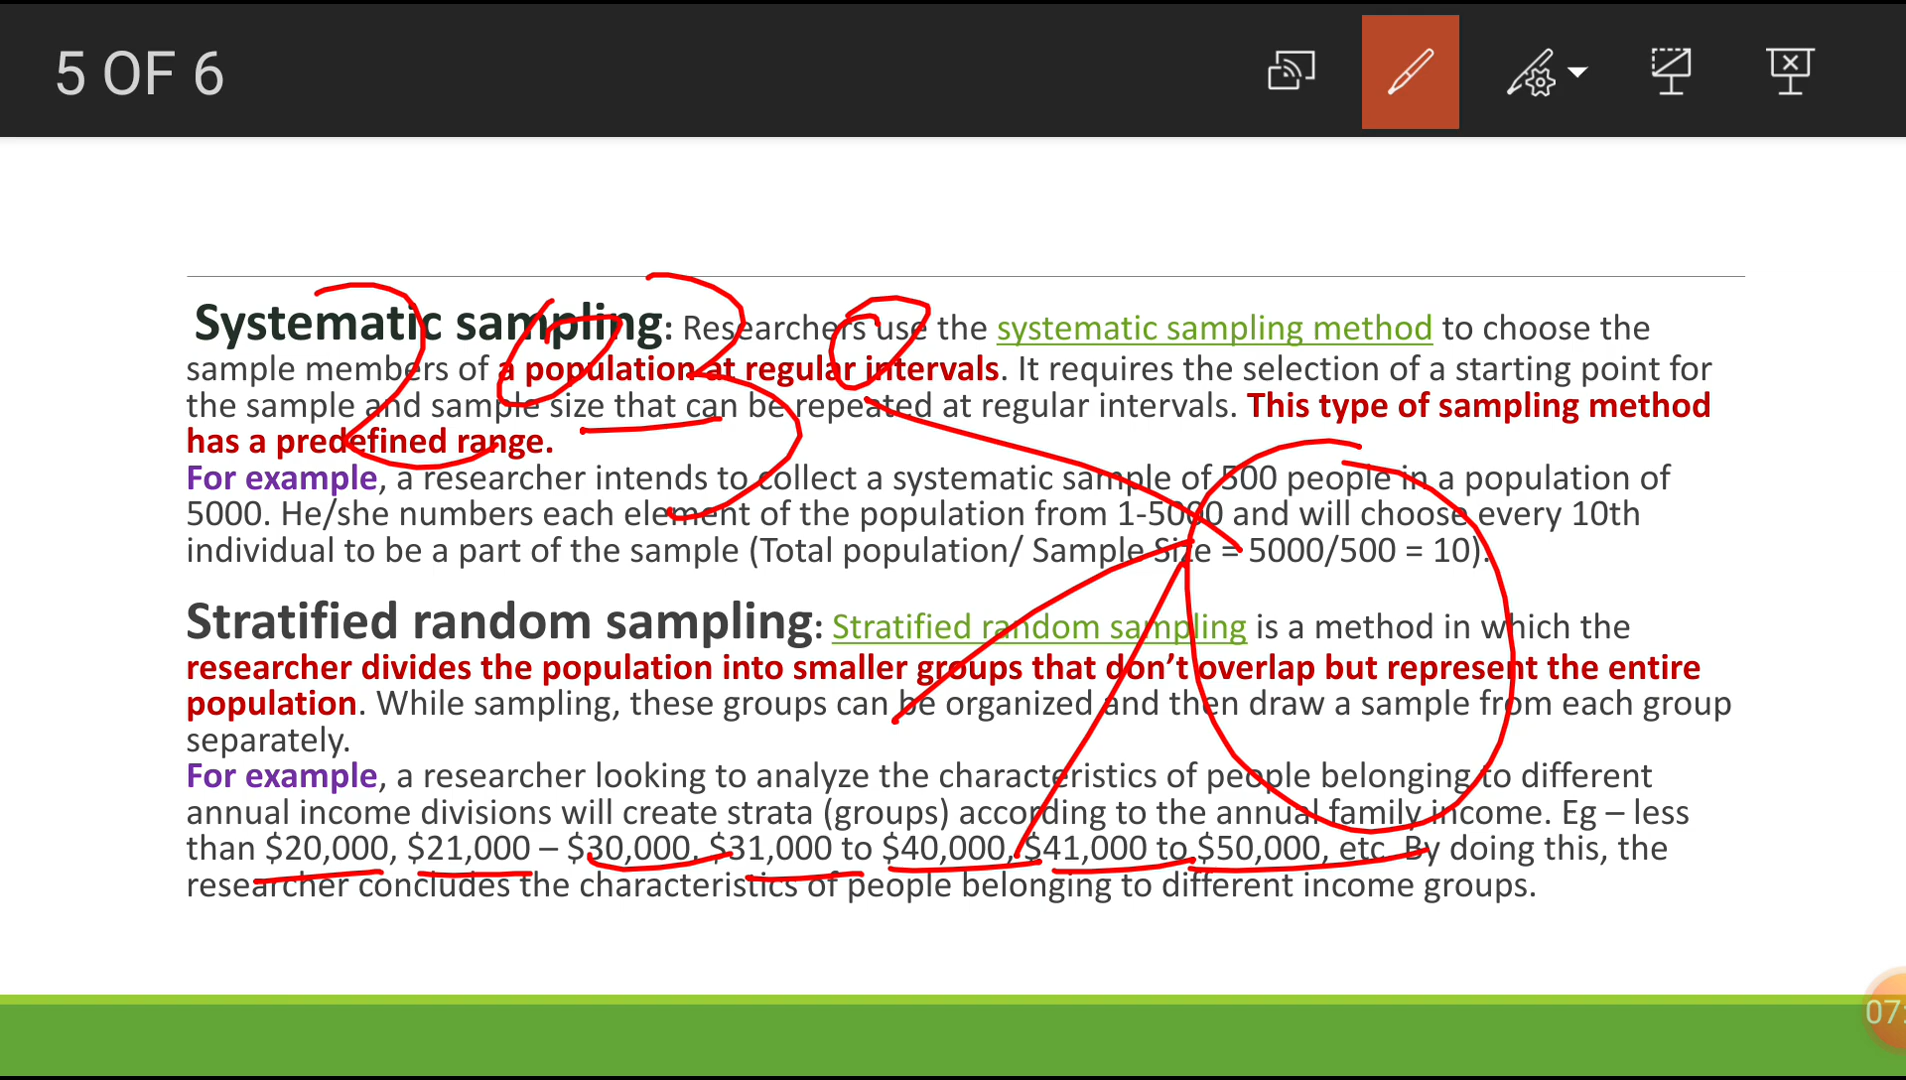 5 OF 6
Systematic sampling: Researchers use the systematic sampling method to choose the
sample members of a population at regular intervals. It requires the selection of a starting point for
the sample and sample size that can be repeated at regular intervals. This type of sampling method
has a predefined range.
For example, a researcher intends to collect a systematic sample of 500 people in a population of
5000. He/she numbers each element of the population from 1-5000 and will choose every 10th
individual to be a part of the sample (Total population/ Sample Size = 5000/500 = 10).
Stratified random sampling: Stratified random sampling is a method in which the
researcher divides the population into smaller groups that don’t overlap but represent the entire
population. While sampling, these groups can be organized and then draw a sample from each group
separately.
For example, a researcher looking to analyze the characteristics of people belonging to different
annual income divisions will create strata (groups) according to the annual family income. Eg – less
than $20,000, $21,000 – $30,000, $31,000 to $40,000, $41,000 to $50,000, etc. By doing this, the
researcher concludes the characteristics of people belonging to different income groups.
07: